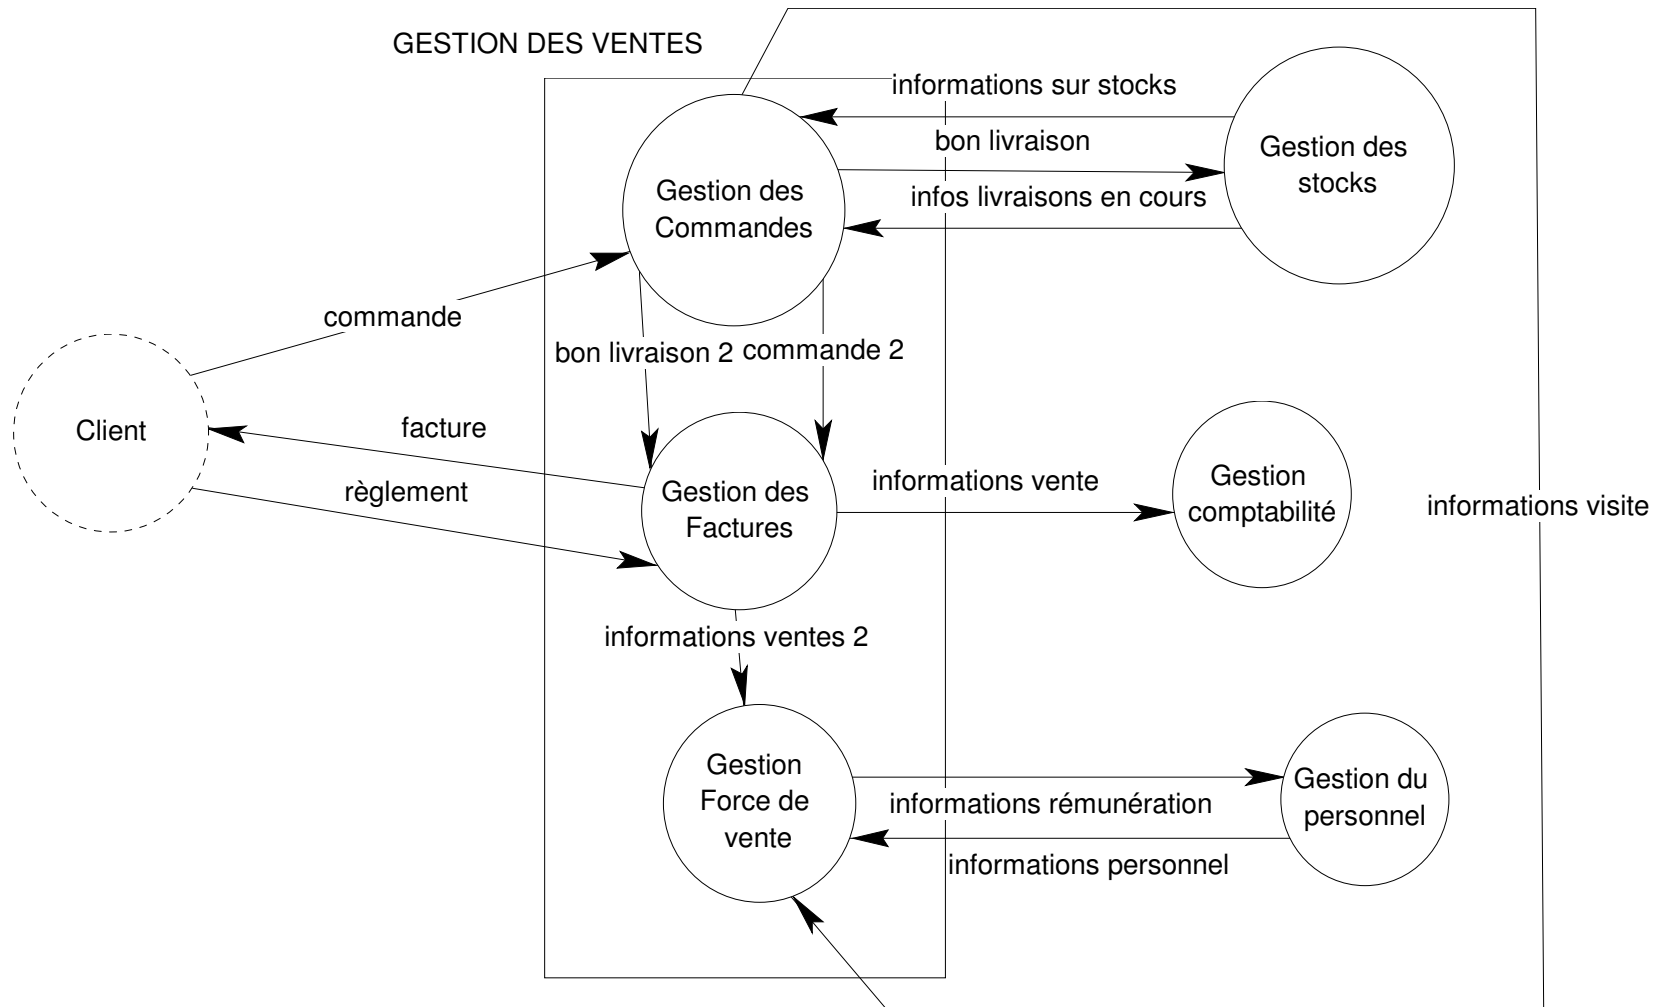 GESTION DES VENTES
informations sur stocks
bon livraison
Gestion des
stocks
infos livraisons en cours
Gestion des
Commandes
commande
bon livraison 2
commande 2
Client
facture
règlement
Gestion des
Factures
informations vente
Gestion
comptabilité
informations visite
informations ventes 2
Gestion
Force de
vente
informations rémunération
Gestion du
personnel
informations personnel